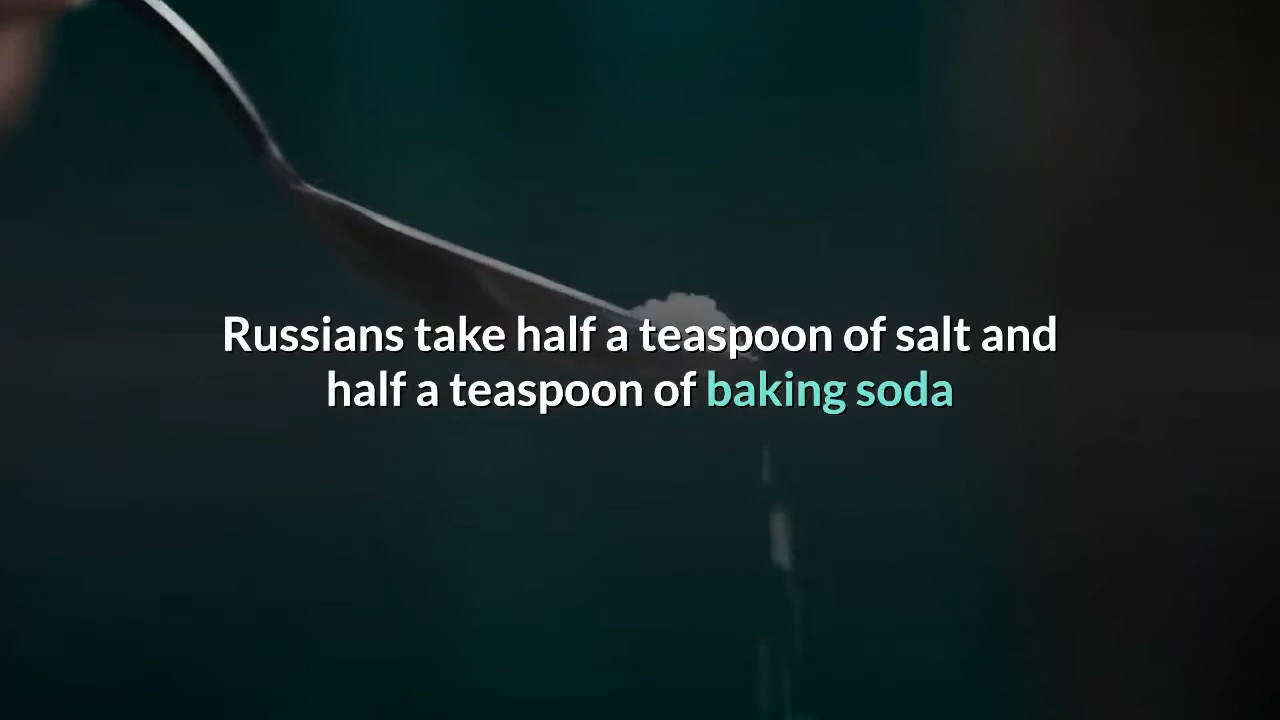 Russians take half a teaspoon of salt and
half a teaspoon of baking soda